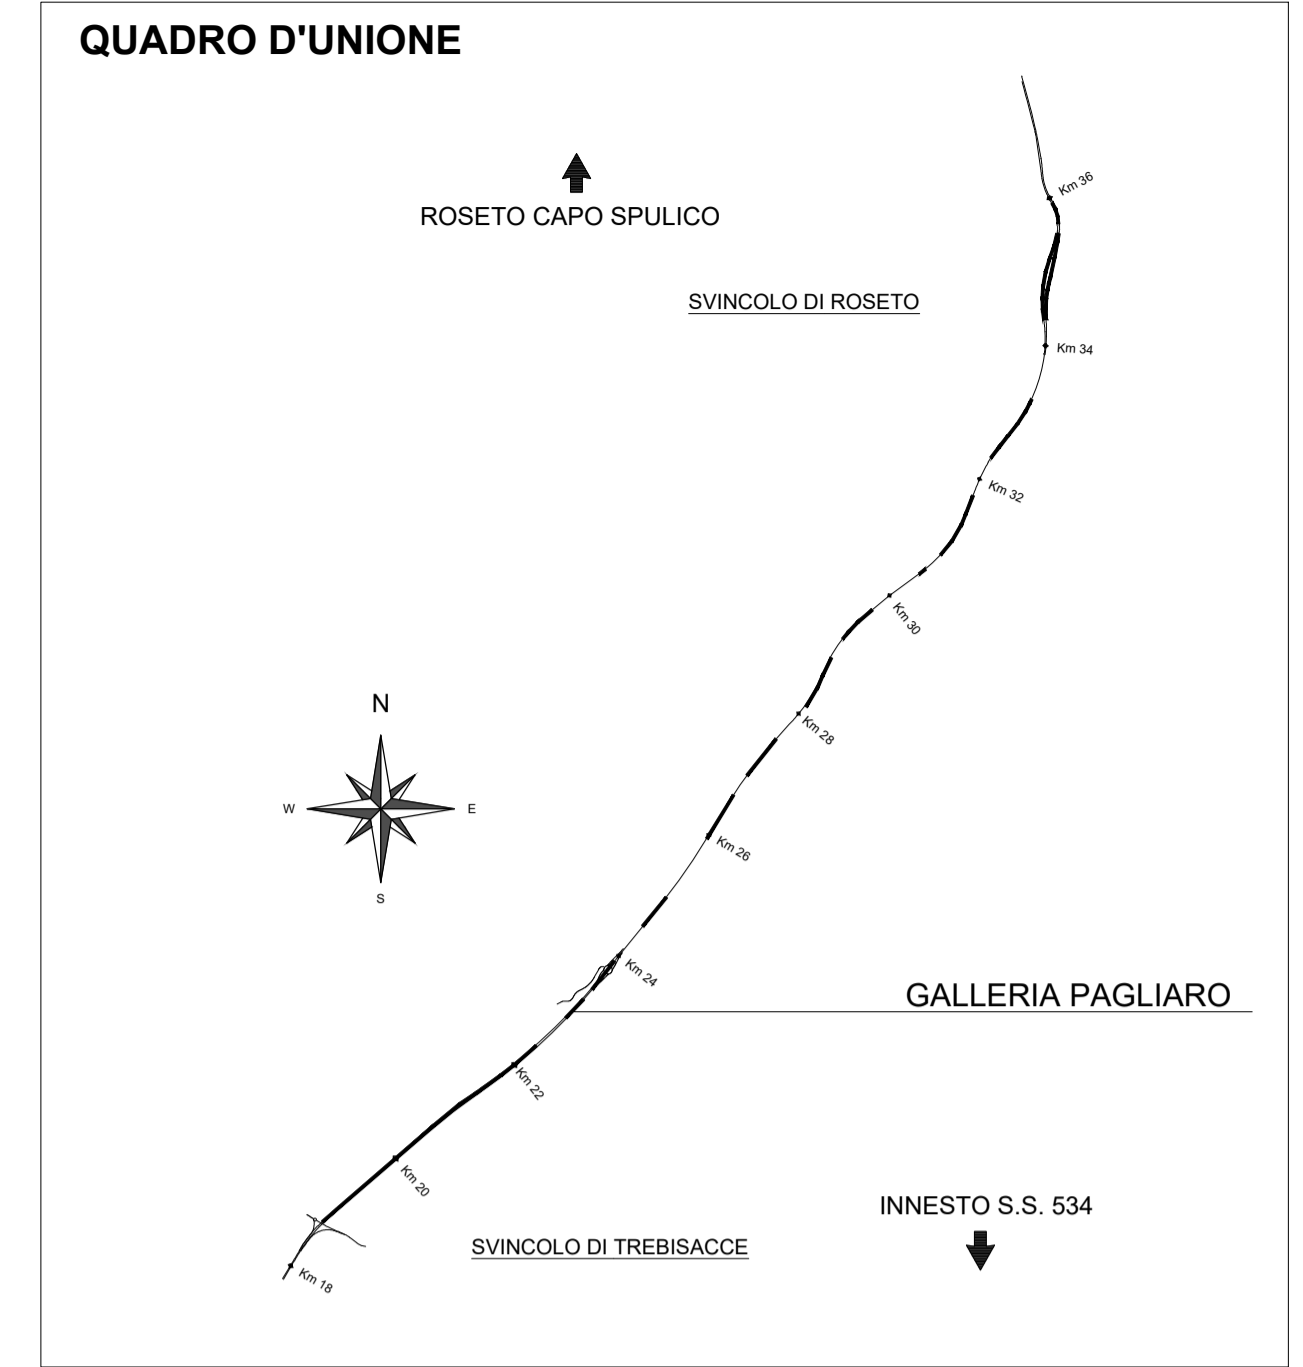 QUADRO D'UNIONE
Km 36
ROSETO CAPO SPULICO
SVINCOLO DI ROSETO
Km 34
Km 32
Km 30
N
Km 28
W
E
Km 26
S
Km 24
GALLERIA PAGLIARO
Km 22
Km 20
INNESTO S.S. 534
SVINCOLO DI TREBISACCE
Km 18